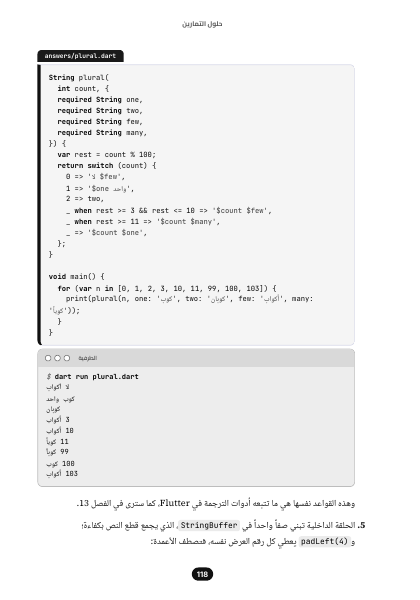 حلول التمارين
answers/plural.dart
String plural(
int count, {
required String one,
required String two,
required String few,
required String many,
}) {
var rest = count % 100;
return switch (count) {
0 => 'لا $few',
1 => '$one واحد',
2 => two,
_ when rest >= 3 && rest <= 10 => '$count $few',
_ when rest >= 11 => '$count $many',
_ => '$count $one',
};
}
void main() {
for (var n in [0, 1, 2, 3, 10, 11, 99, 100, 103]) {
print(plural(n, one: 'كوب', two: 'كوبان', few: 'أكواب', many:
'كوباً'));
}
}
الطرفية
$ dart run plural.dart
لا أكواب
كوب واحد
كوبان
3 أكواب
10 أكواب
11 كوباً
99 كوباً
100 كوب
103 أكواب
وهذه القواعد نفسها هي ما تتبعه أدوات الترجمة في Flutter، كما سترى في الفصل 13.
5. الحلقة الداخلية تبني صفاً واحداً في StringBuffer، الذي يجمع قطع النص بكفاءة؛
و padLeft(4) يعطي كل رقم العرض نفسه، فتصطف الأعمدة:
118